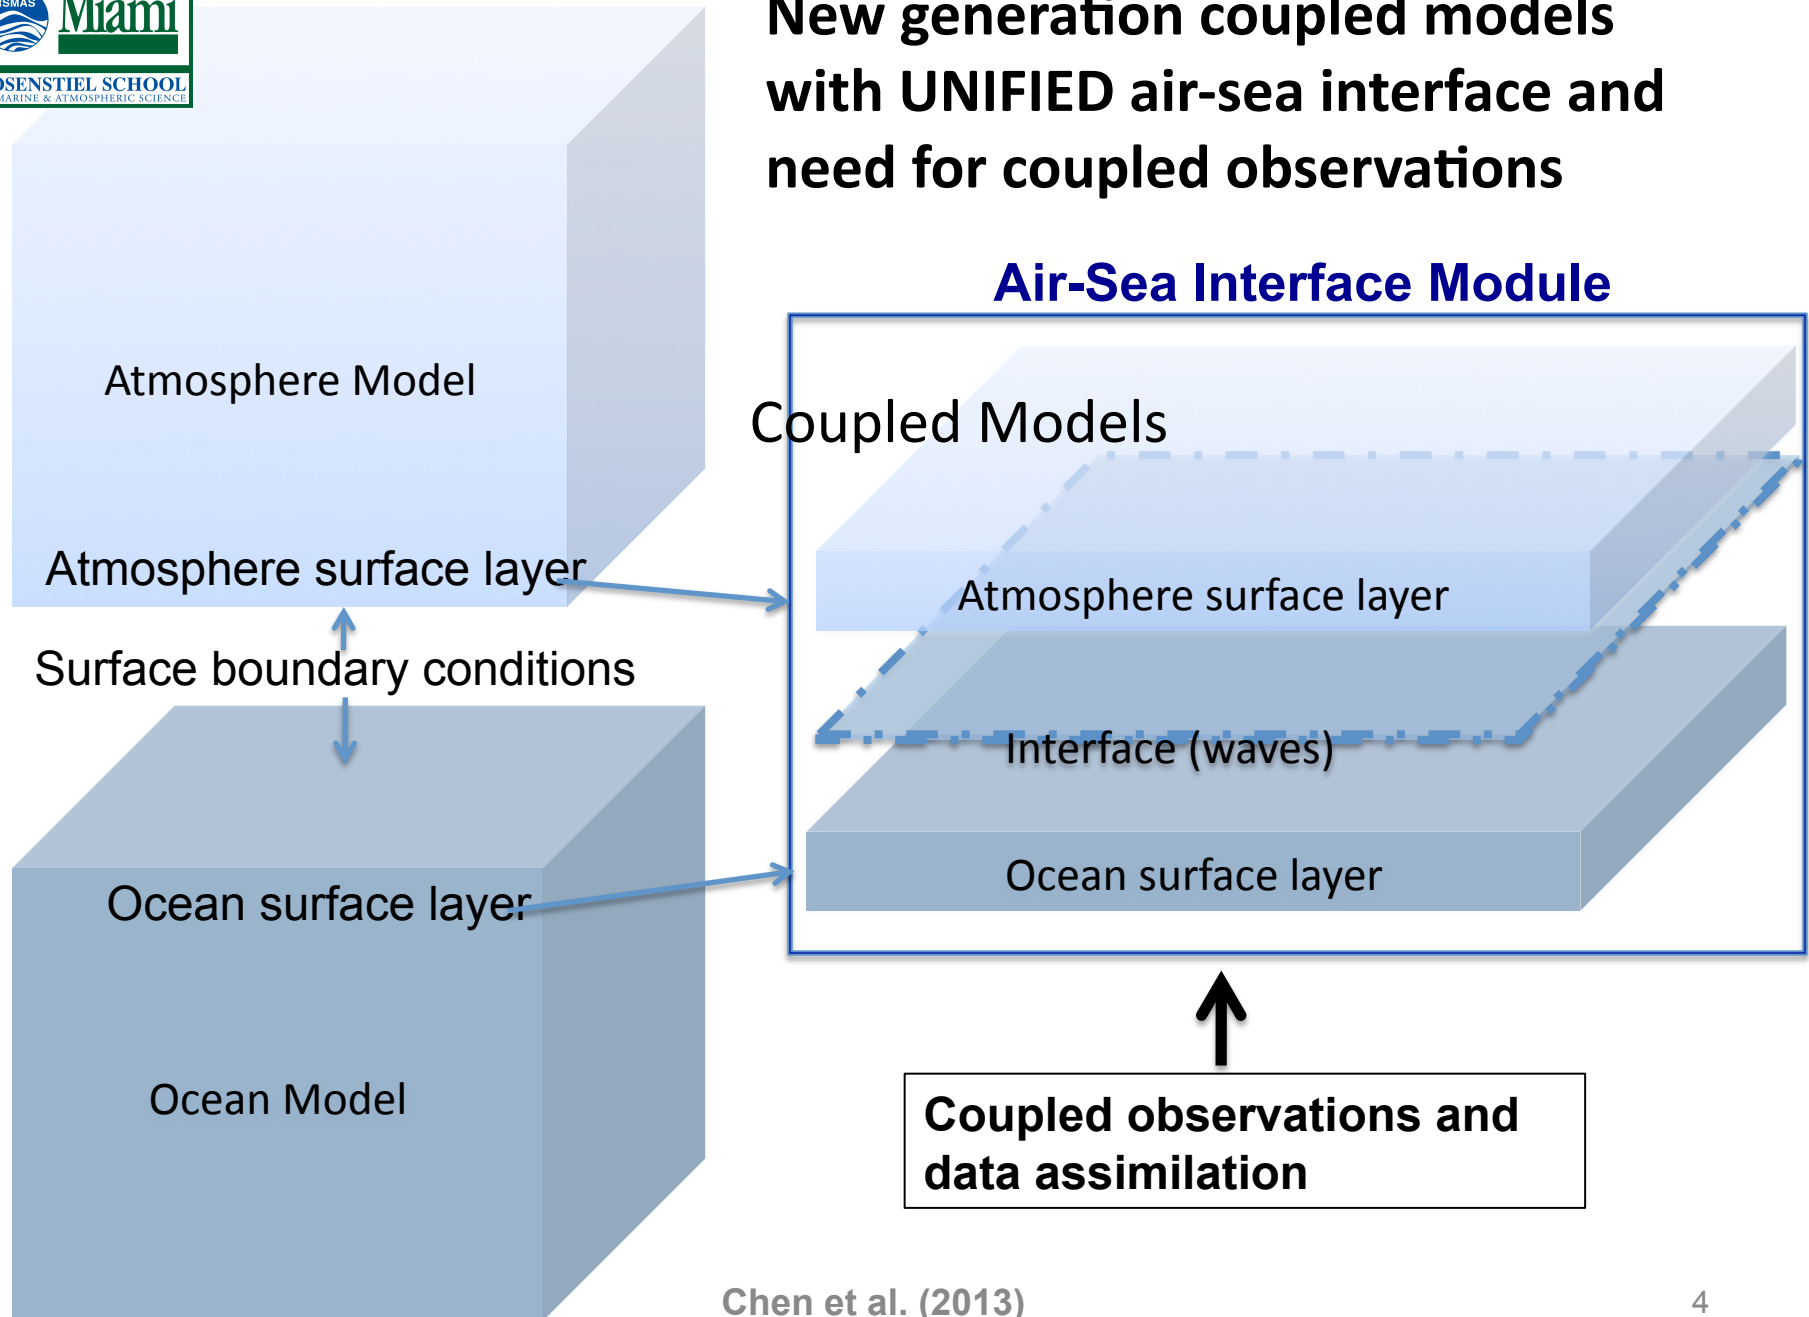 RSMAS
Miami
ROSENSTIEL SCHOOL
MARINE & ATMOSPHERIC SCIENCE
New generation coupled models
with UNIFIED air-sea interface and
need for coupled observations
Air-Sea Interface Module
Atmosphere Model
Coupled Models
Atmosphere surface layer
Atmosphere surface layer
Surface boundary conditions
Interface (waves)
Ocean surface layer
Ocean surface layer
Ocean Model
Coupled observations and
data assimilation
Chen et al. (2013)
4